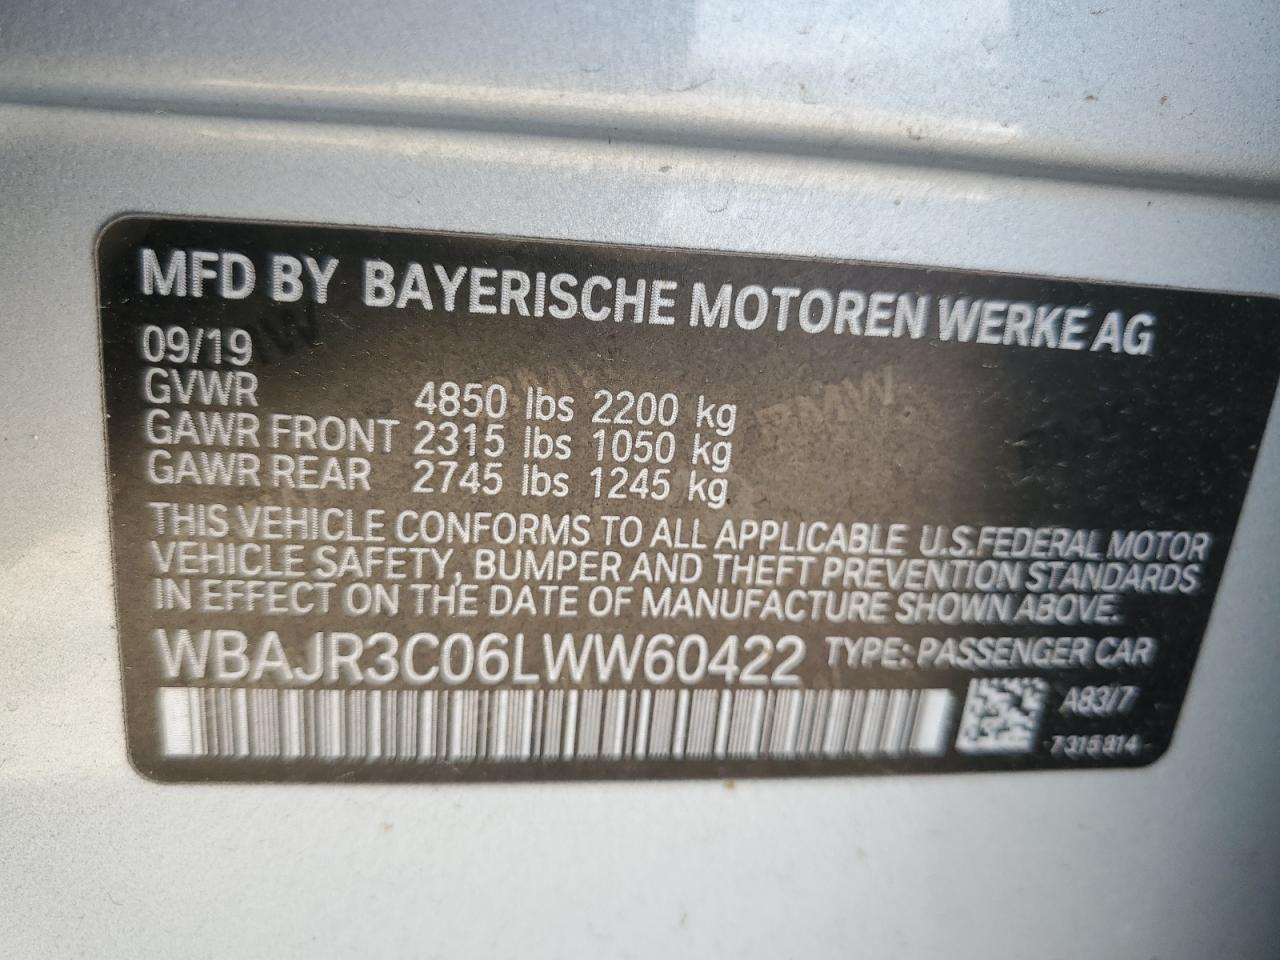 MFD BY BAYERISCHE MOTOREN WERKE AG
09/19
GVWR 4850 lbs 2200 kg
GAWR FRONT 2315 lbs 1050 kg
GAWR REAR 2745 lbs 1245 kg
THIS VEHICLE CONFORMS TO ALL APPLICABLE U.S.FEDERAL MOTOR
VEHICLE SAFETY, BUMPER AND THEFT PREVENTION STANDARDS
IN EFFECT ON THE DATE OF MANUFACTURE SHOWN ABOVE.
WBAJR3C06LWW60422 TYPE: PASSENGER CAR
A83/7
7315814